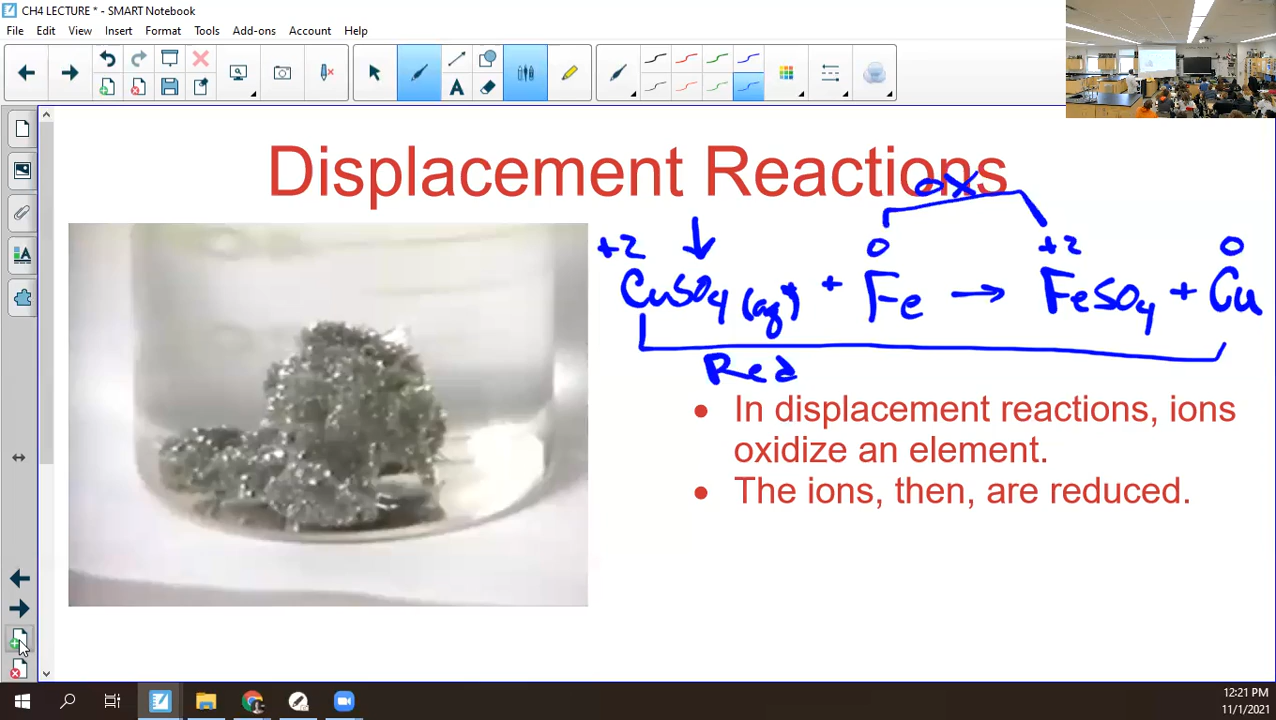 CH4 LECTURE * - SMART Notebook
File Edit View Insert Format Tools Add-ons Account Help
Displacement Reactions
ox
+2 0 +2 0
CuSO4 (aq) + Fe → FeSO4 + Cu
Red
• In displacement reactions, ions
oxidize an element.
• The ions, then, are reduced.
12:21 PM
11/1/2021